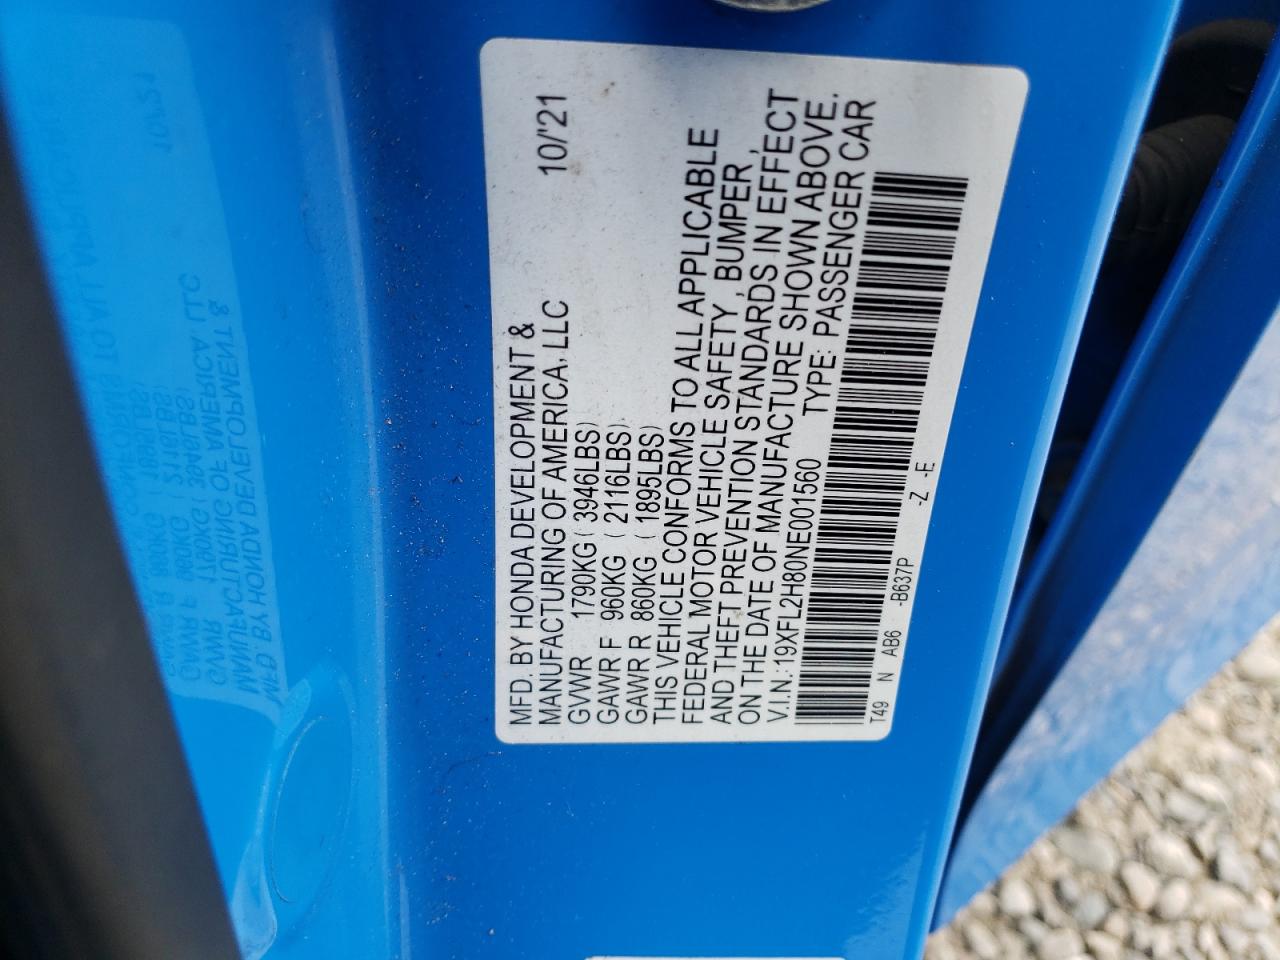 MFD. BY HONDA DEVELOPMENT &
MANUFACTURING OF AMERICA, LLC 10/'21
GVWR 1790KG ( 3946LBS)
GAWR F 960KG ( 2116LBS)
GAWR R 860KG ( 1895LBS)
THIS VEHICLE CONFORMS TO ALL APPLICABLE
FEDERAL MOTOR VEHICLE SAFETY, BUMPER,
AND THEFT PREVENTION STANDARDS IN EFFECT
ON THE DATE OF MANUFACTURE SHOWN ABOVE.
V.I.N.:19XFL2H80NE001560 TYPE: PASSENGER CAR
T49 N AB6 -B637P -Z -E